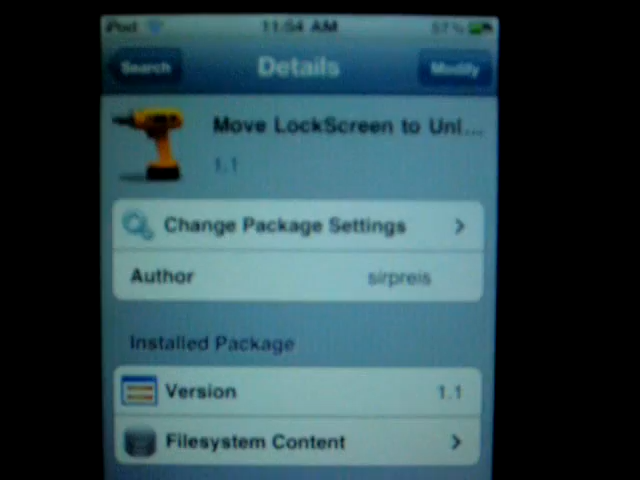 iPod 11:54 AM 57%
Search Details Modify
Move LockScreen to Unl...
1.1
Change Package Settings
Author sirpreis
Installed Package
Version 1.1
Filesystem Content